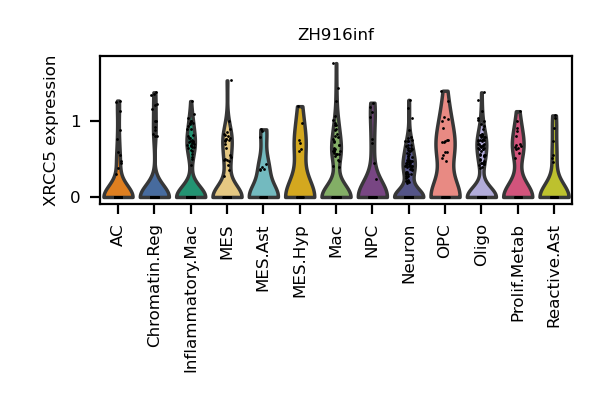 ZH916inf
XRCC5 expression
1
0
AC
Chromatin.Reg
Inflammatory.Mac
MES
MES.Ast
MES.Hyp
Mac
NPC
Neuron
OPC
Oligo
Prolif.Metab
Reactive.Ast